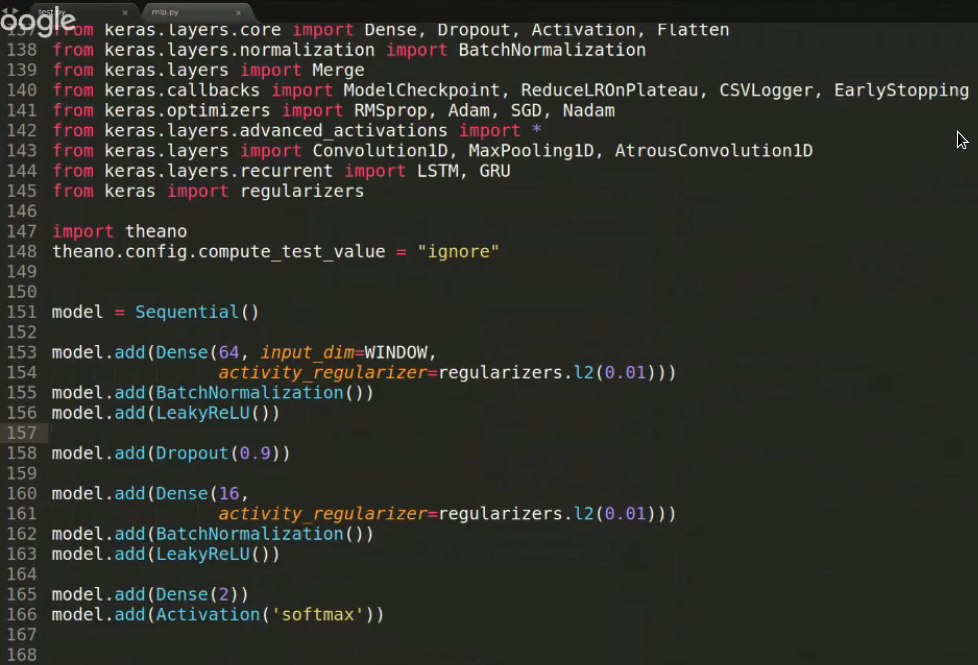 test.py × mlp.py ×
oogle
137 from keras.layers.core import Dense, Dropout, Activation, Flatten
138 from keras.layers.normalization import BatchNormalization
139 from keras.layers import Merge
140 from keras.callbacks import ModelCheckpoint, ReduceLROnPlateau, CSVLogger, EarlyStopping
141 from keras.optimizers import RMSprop, Adam, SGD, Nadam
142 from keras.layers.advanced_activations import *
143 from keras.layers import Convolution1D, MaxPooling1D, AtrousConvolution1D
144 from keras.layers.recurrent import LSTM, GRU
145 from keras import regularizers
146
147 import theano
148 theano.config.compute_test_value = "ignore"
149
150
151 model = Sequential()
152
153 model.add(Dense(64, input_dim=WINDOW,
154                 activity_regularizer=regularizers.l2(0.01)))
155 model.add(BatchNormalization())
156 model.add(LeakyReLU())
157
158 model.add(Dropout(0.9))
159
160 model.add(Dense(16,
161                 activity_regularizer=regularizers.l2(0.01)))
162 model.add(BatchNormalization())
163 model.add(LeakyReLU())
164
165 model.add(Dense(2))
166 model.add(Activation('softmax'))
167
168